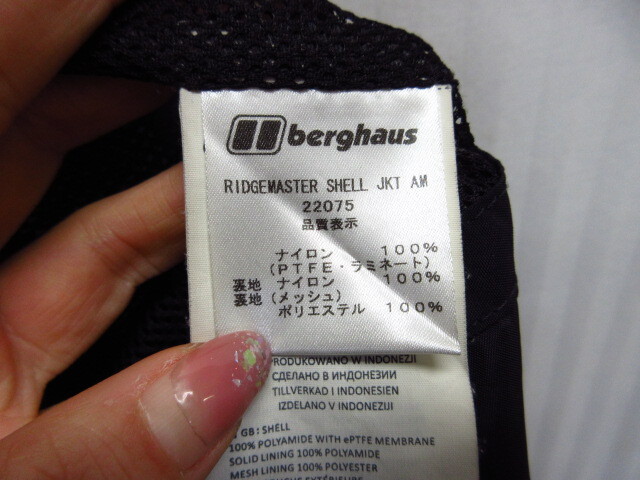 berghaus
RIDGEMASTER SHELL JKT AM
22075
品質表示
ナイロン 100%
(PTFE・ラミネート)
裏地 ナイロン 100%
裏地 (メッシュ)
ポリエステル 100%
PRODUKOWANO W INDONEZJI
СДЕЛАНО В ИНДОНЕЗИИ
TILLVERKAD I INDONESIEN
IZDELANO V INDONEZIJI
GB: SHELL
100% POLYAMIDE WITH ePTFE MEMBRANE
SOLID LINING 100% POLYAMIDE
MESH LINING 100% POLYESTER